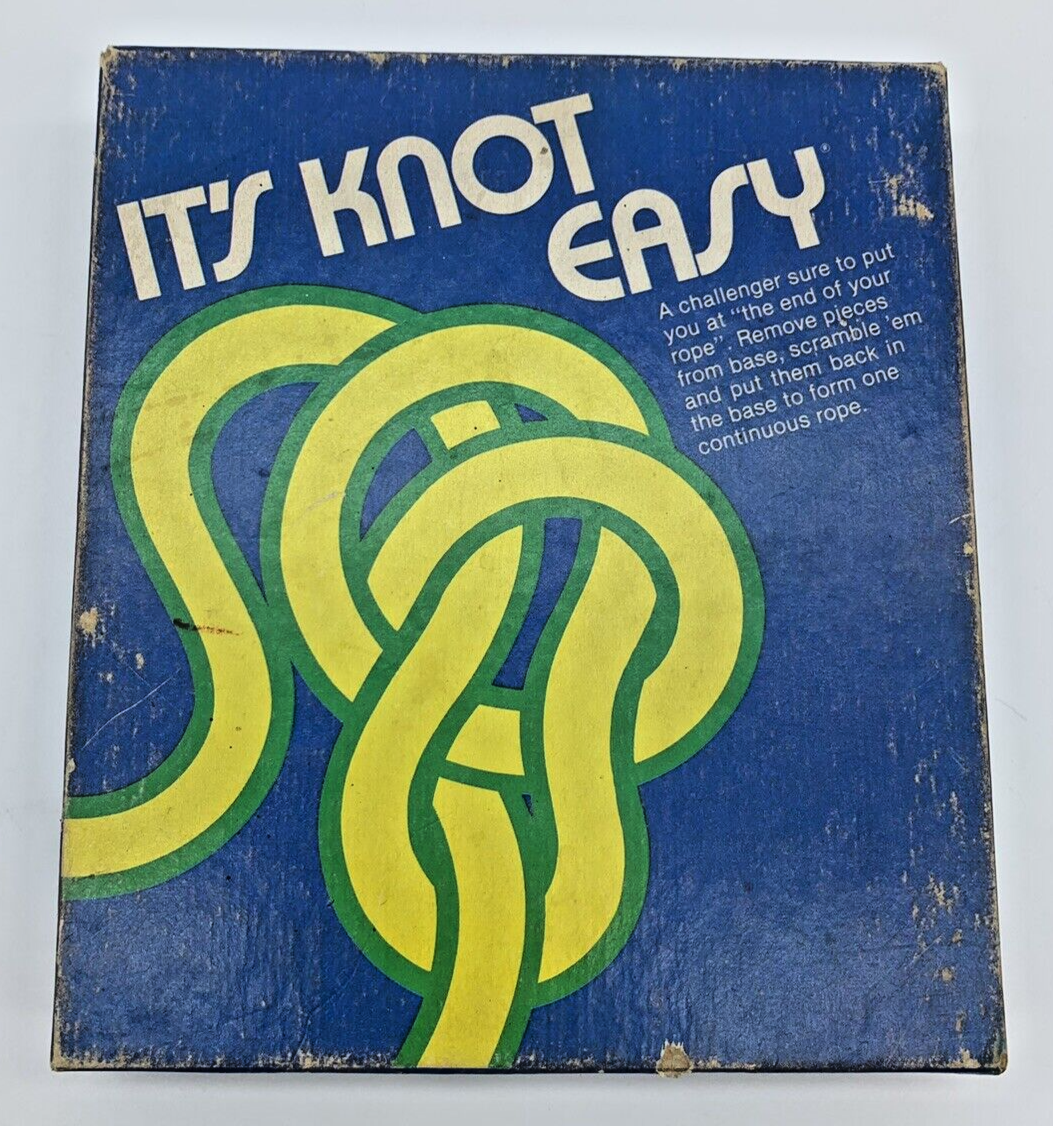 IT'S KNOT
EASY®
A challenger sure to put
you at “the end of your
rope”. Remove pieces
from base, scramble ’em
and put them back in
the base to form one
continuous rope.